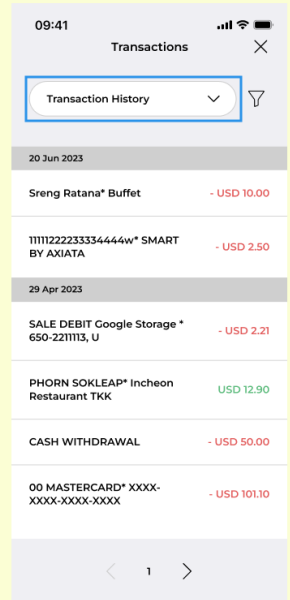 09:41
Transactions
Transaction History
20 Jun 2023
Sreng Ratana* Buffet - USD 10.00
11111222233334444w* SMART
BY AXIATA - USD 2.50
29 Apr 2023
SALE DEBIT Google Storage *
650-2211113, U - USD 2.21
PHORN SOKLEAP* Incheon
Restaurant TKK USD 12.90
CASH WITHDRAWAL - USD 50.00
00 MASTERCARD* XXXX-
XXXX-XXXX-XXXX - USD 101.10
1